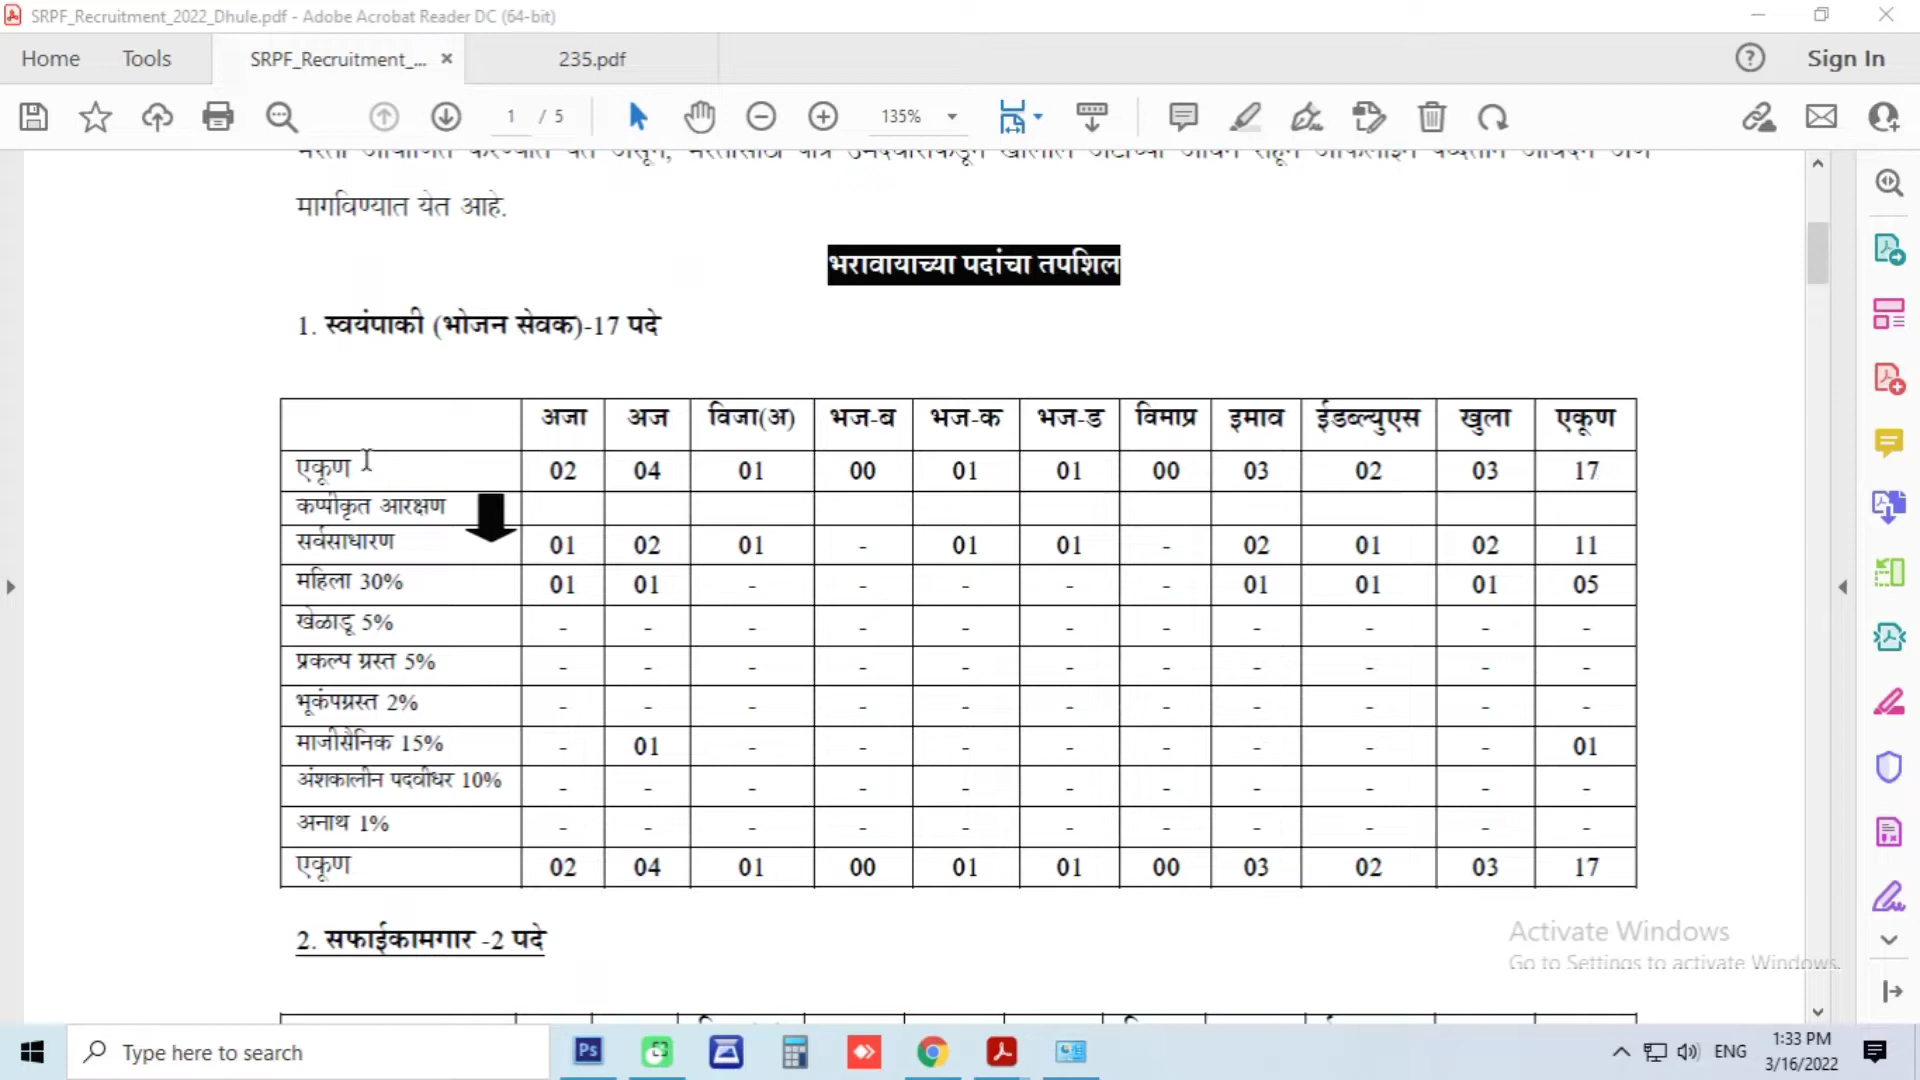 SRPF_Recruitment_2022_Dhule.pdf - Adobe Acrobat Reader DC (64-bit)
Home Tools SRPF_Recruitment_... × 235.pdf Sign In
1 / 5 135%
मागविण्यात येत आहे.
भरावायाच्या पदांचा तपशिल
1. स्वयंपाकी (भोजन सेवक)-17 पदे
अजा अज विजा(अ) भज-ब भज-क भज-ड विमाप्र इमाव ईडब्ल्युएस खुला एकूण
एकूण 02 04 01 00 01 01 00 03 02 03 17
कप्पीकृत आरक्षण
सर्वसाधारण 01 02 01 - 01 01 - 02 01 02 11
महिला 30% 01 01 - - - - - 01 01 01 05
खेळाडू 5% - - - - - - - - - - -
प्रकल्प ग्रस्त 5% - - - - - - - - - - -
भूकंपग्रस्त 2% - - - - - - - - - - -
माजीसैनिक 15% - 01 - - - - - - - - 01
अंशकालीन पदवीधर 10% - - - - - - - - - - -
अनाथ 1% - - - - - - - - - - -
एकूण 02 04 01 00 01 01 00 03 02 03 17
2. सफाईकामगार -2 पदे
Activate Windows
Go to Settings to activate Windows.
Type here to search
Ps
ENG
1:33 PM
3/16/2022